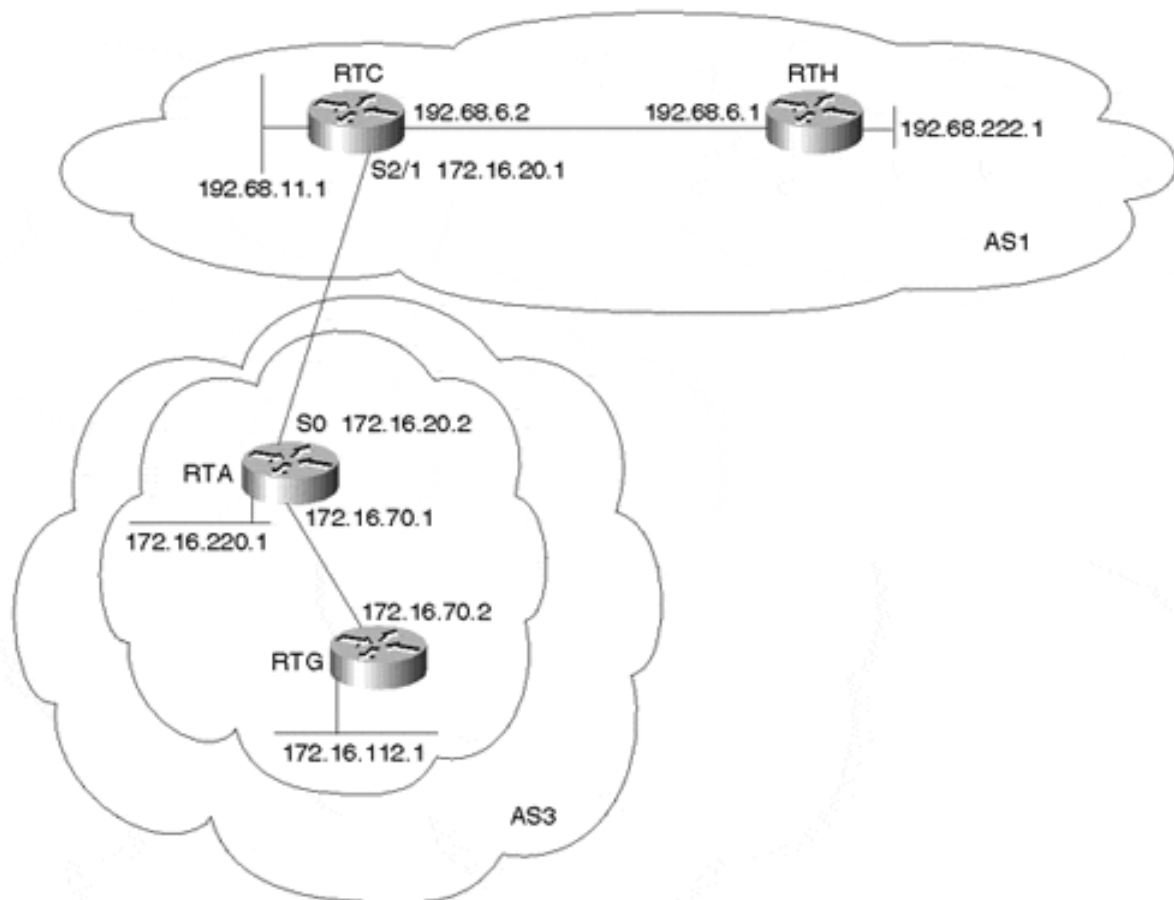 RTC
RTH
192.68.6.2
192.68.6.1
192.68.222.1
S2/1 172.16.20.1
192.68.11.1
AS1
S0 172.16.20.2
RTA
172.16.70.1
172.16.220.1
172.16.70.2
RTG
172.16.112.1
AS3